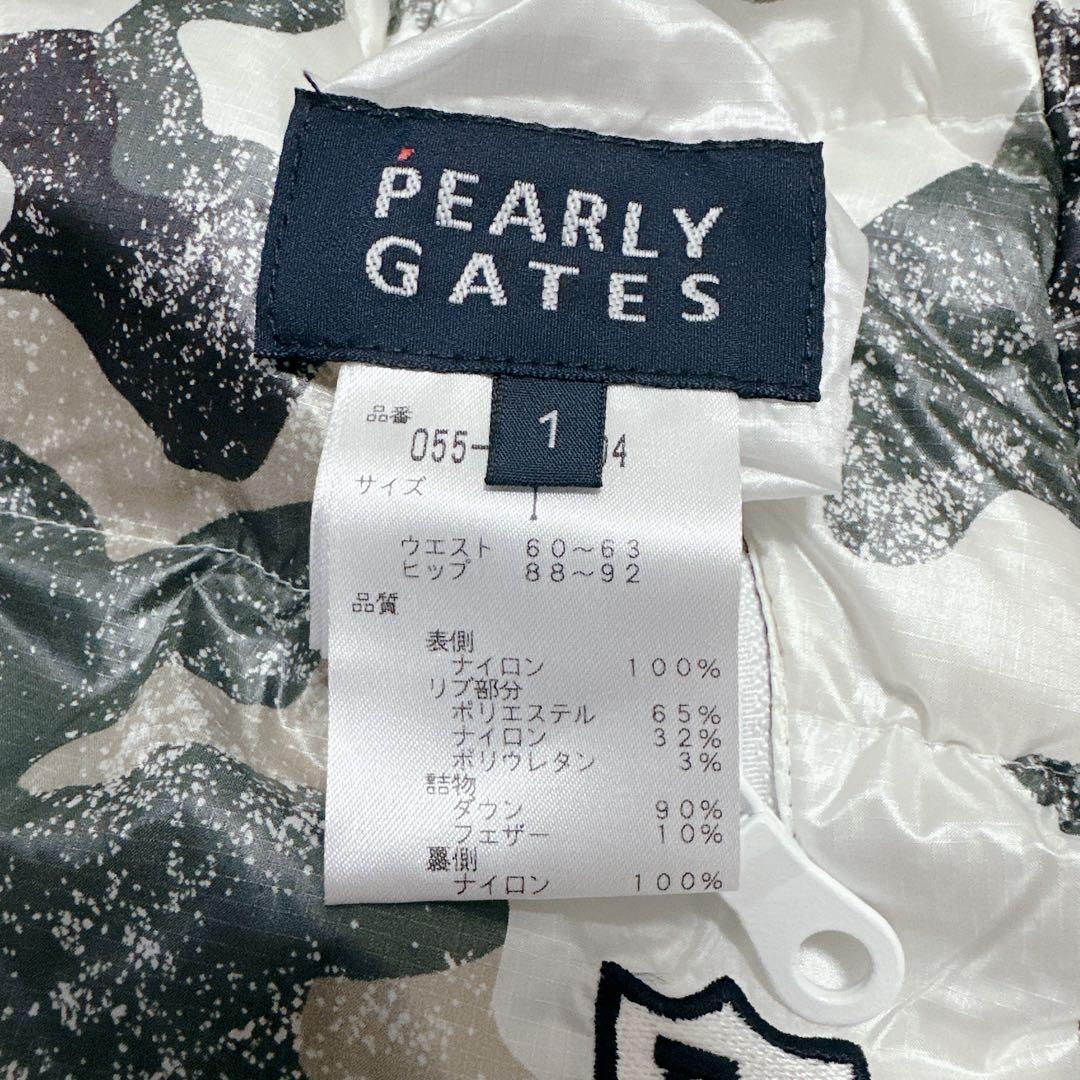 PEARLY
GATES
1
品番
055- 04
サイズ
ウエスト 60〜63
ヒップ 88〜92
品質
表側
ナイロン 100%
リブ部分
ポリエステル 65%
ナイロン 32%
ポリウレタン 3%
詰物
ダウン 90%
フェザー 10%
裏側
ナイロン 100%